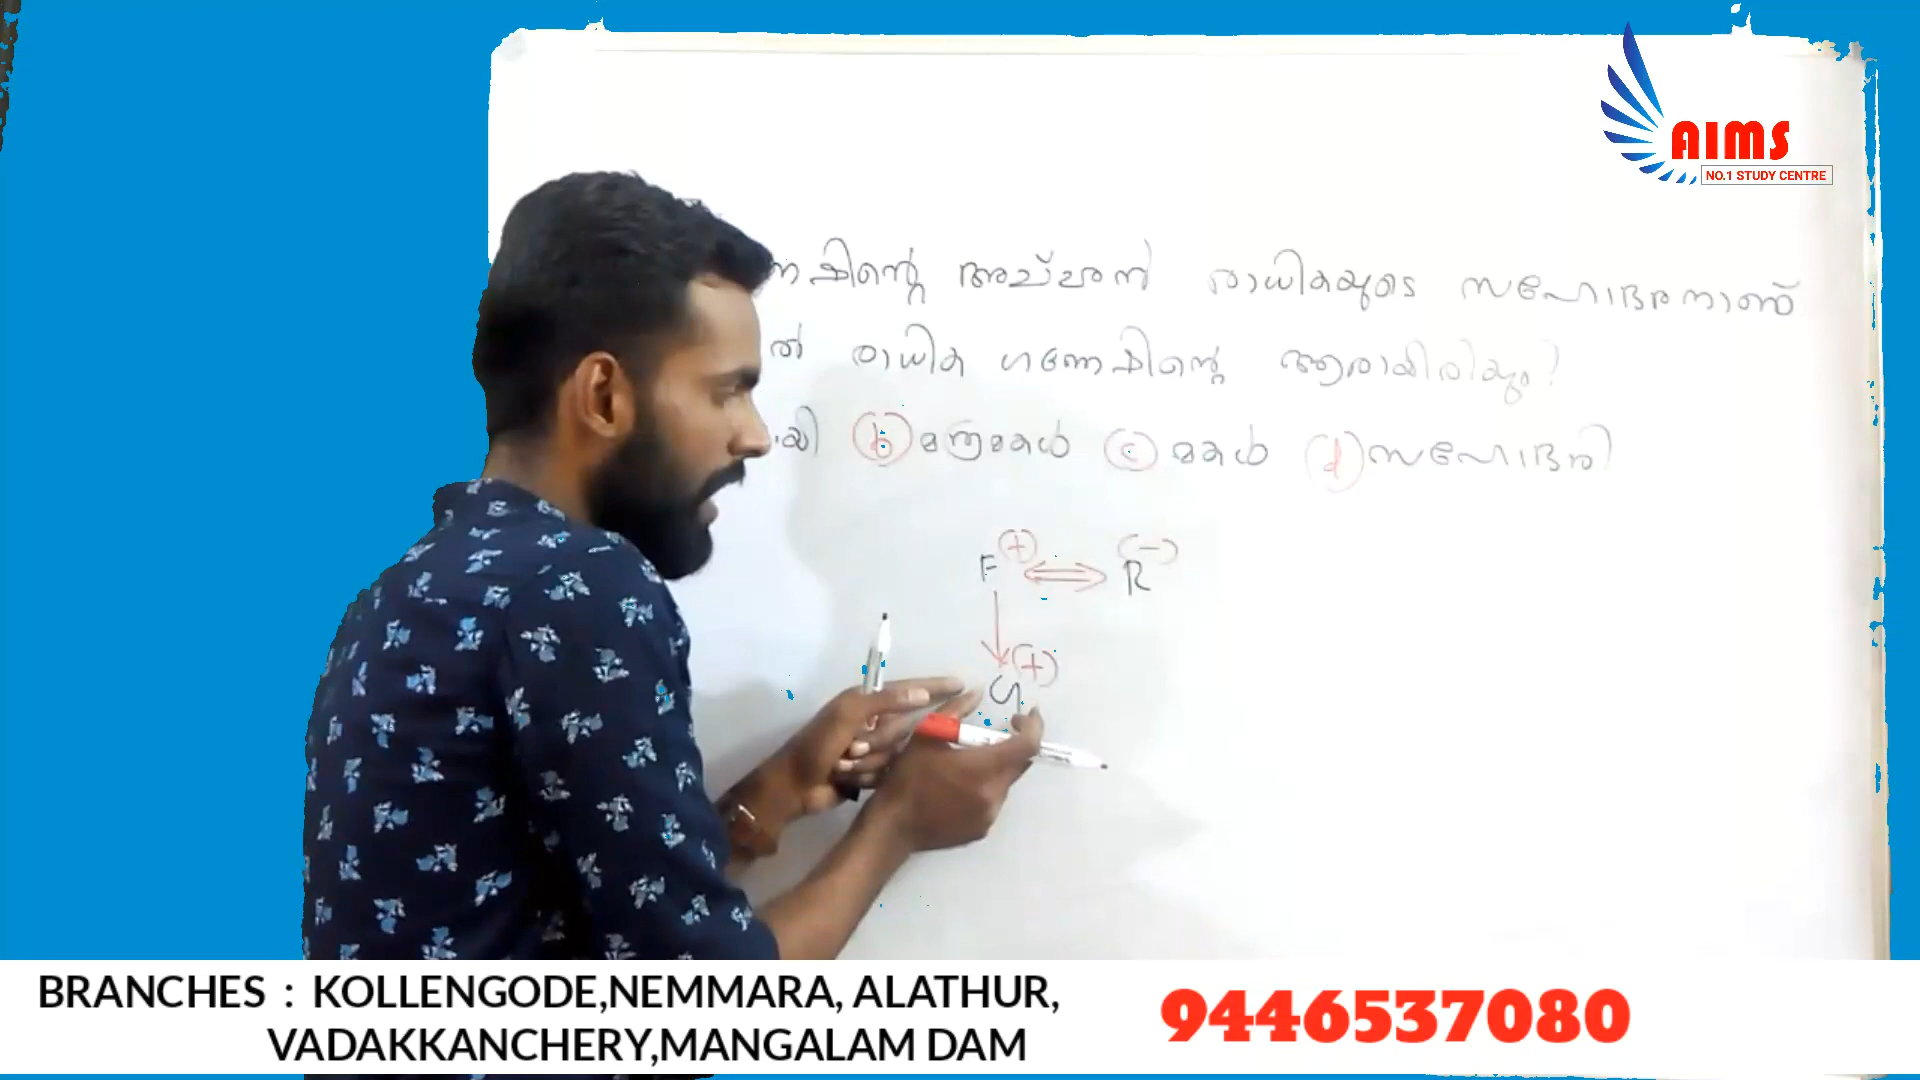 AIMS
NO.1 STUDY CENTRE
അച്ഛൻ രാധികയുടെ സഹോദരനാണ്
രാധിക ഗണേഷിന്റെ ആരായിരിക്കും?
b മരുമകൾ c മകൾ d സഹോദരി
F + R -
G +
BRANCHES : KOLLENGODE,NEMMARA, ALATHUR,
VADAKKANCHERY,MANGALAM DAM
9446537080